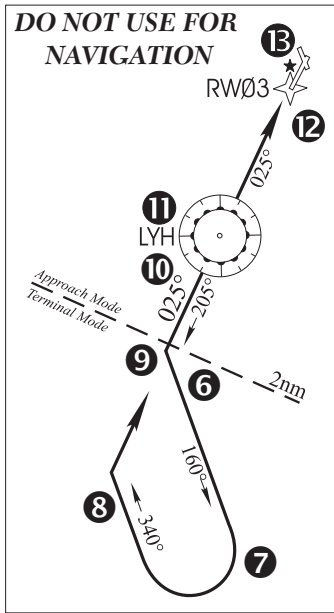 DO NOT USE FOR
NAVIGATION
13
RWØ3
12
025°
11
LYH
10
025°
205°
Approach Mode
Terminal Mode
9
6
2nm
160°
8
340°
7